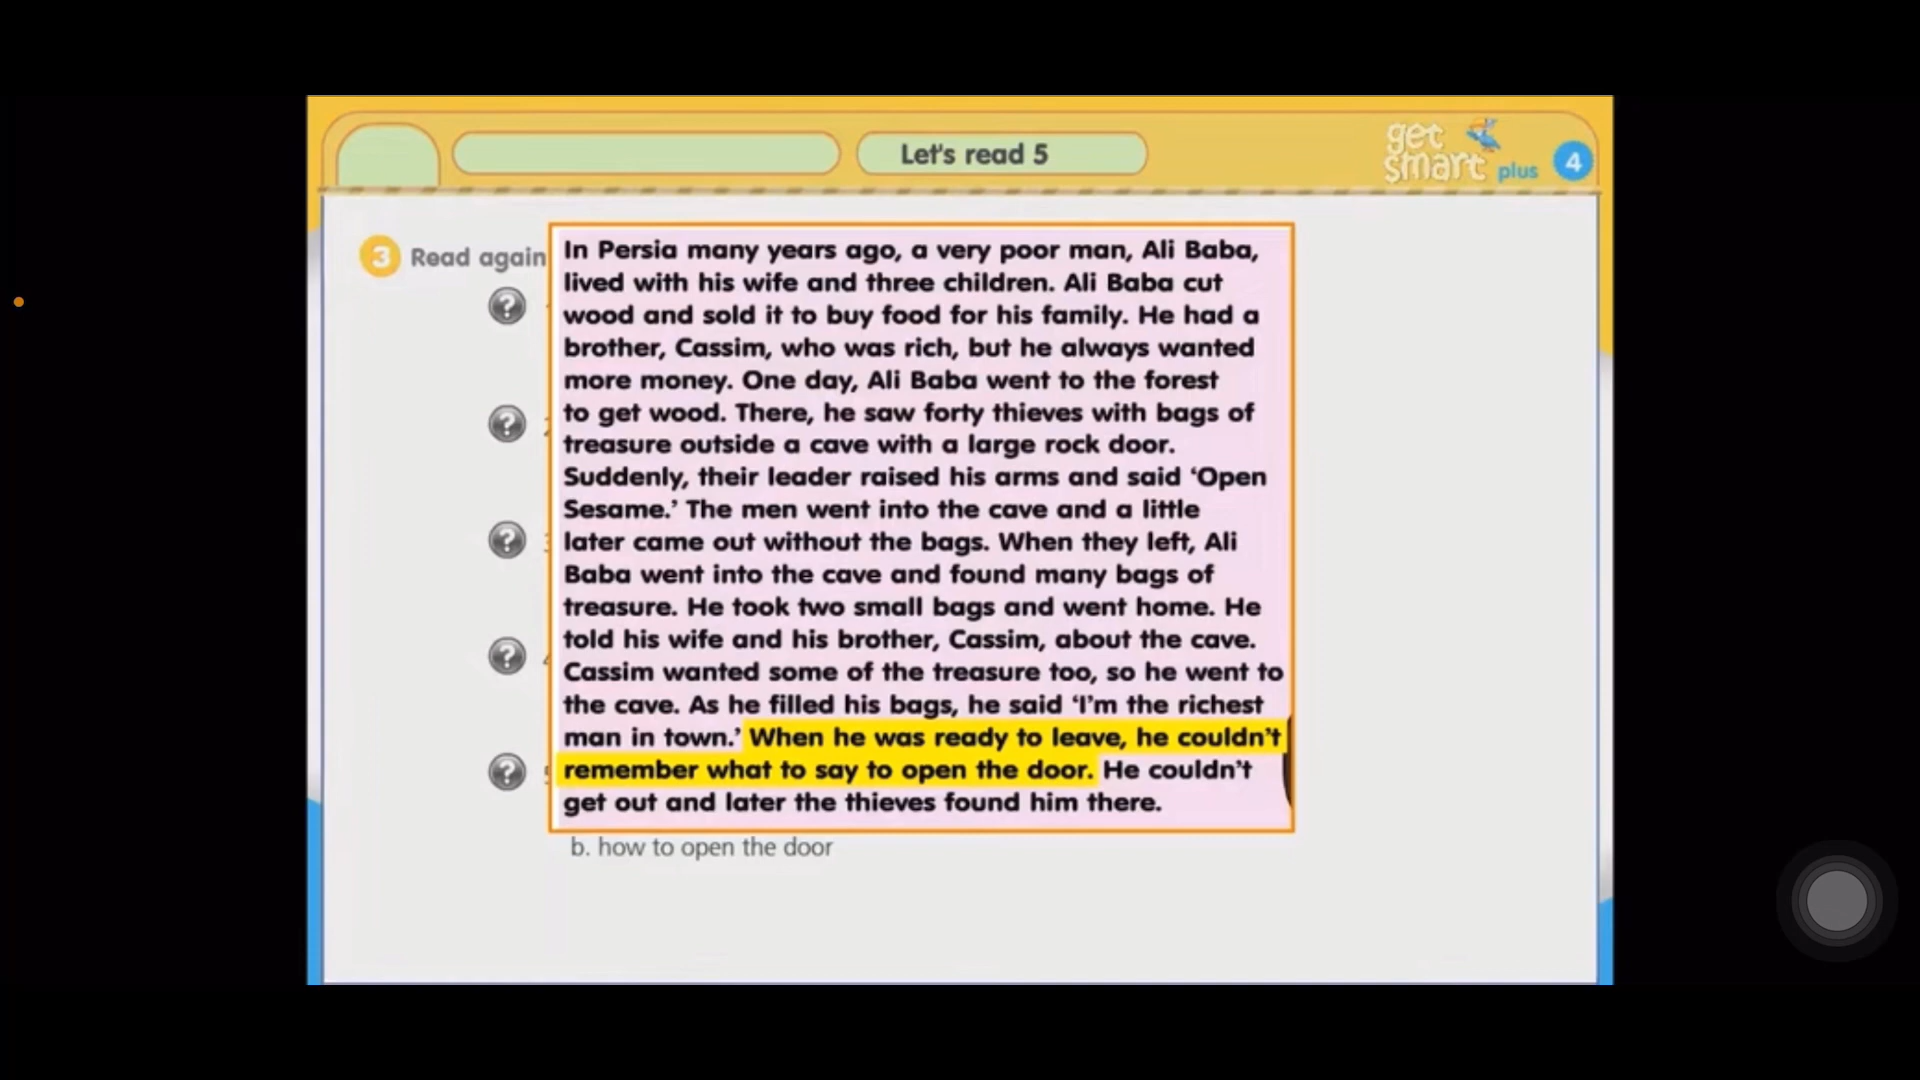 Let's read 5
get smart plus 4
3 Read again
In Persia many years ago, a very poor man, Ali Baba,
lived with his wife and three children. Ali Baba cut
wood and sold it to buy food for his family. He had a
brother, Cassim, who was rich, but he always wanted
more money. One day, Ali Baba went to the forest
to get wood. There, he saw forty thieves with bags of
treasure outside a cave with a large rock door.
Suddenly, their leader raised his arms and said ‘Open
Sesame.’ The men went into the cave and a little
later came out without the bags. When they left, Ali
Baba went into the cave and found many bags of
treasure. He took two small bags and went home. He
told his wife and his brother, Cassim, about the cave.
Cassim wanted some of the treasure too, so he went to
the cave. As he filled his bags, he said ‘I’m the richest
man in town.’ When he was ready to leave, he couldn’t
remember what to say to open the door. He couldn’t
get out and later the thieves found him there.
b. how to open the door